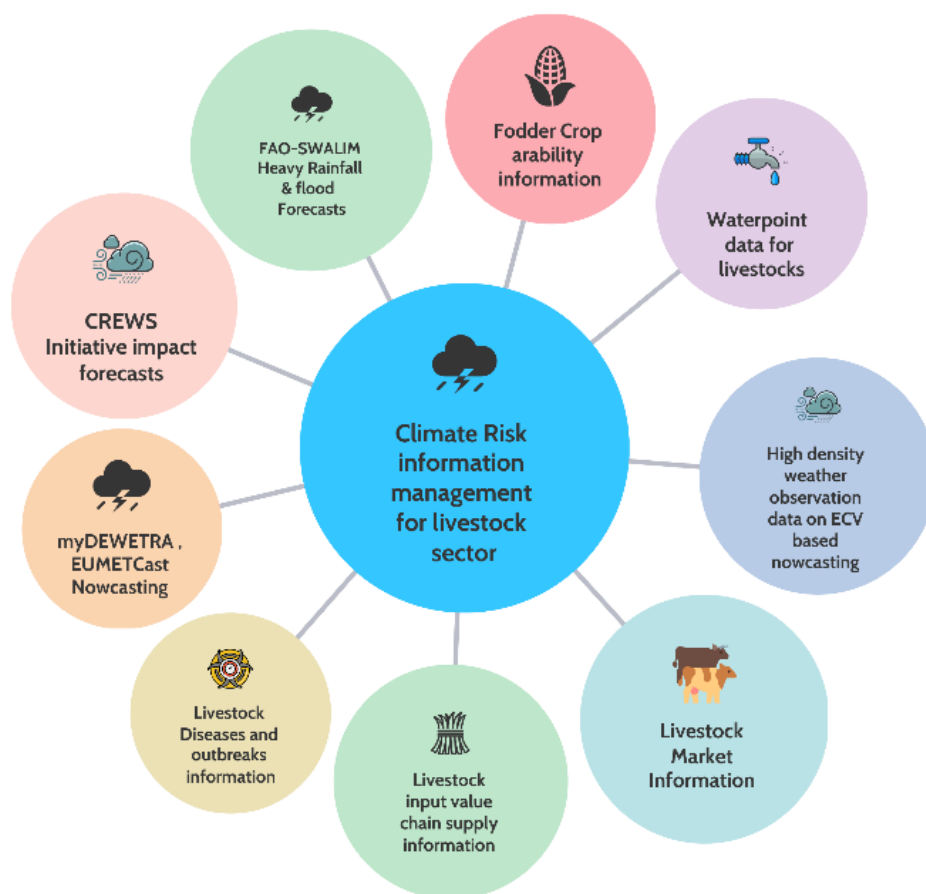 FAO-SWALIM
Heavy Rainfall
& flood
Forecasts
Fodder Crop
arability
information
Waterpoint
data for
livestocks
CREWS
Initiative impact
forecasts
Climate Risk
information
management
for livestock
sector
High density
weather
observation
data on ECV
based
nowcasting
myDEWETRA ,
EUMETCast
Nowcasting
Livestock
Diseases and
outbreaks
information
Livestock
input value
chain supply
information
Livestock
Market
Information